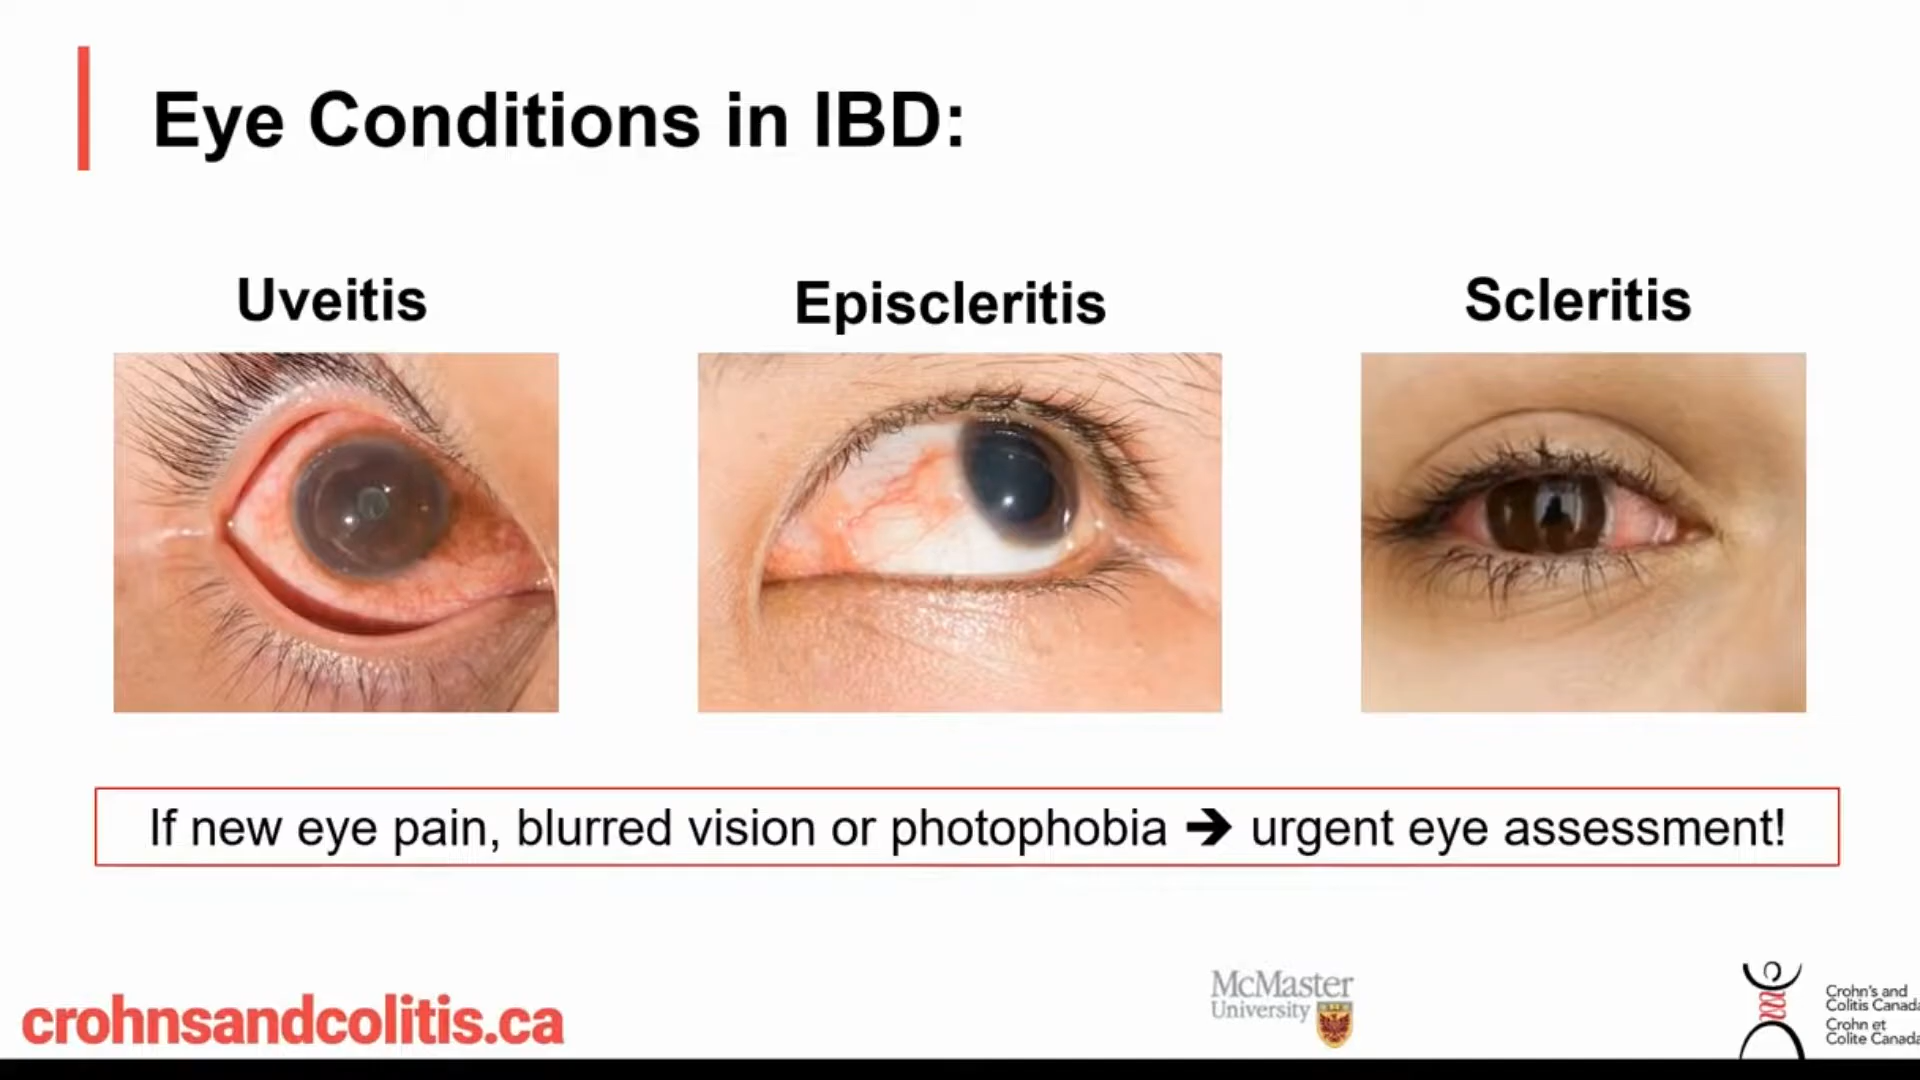 Eye Conditions in IBD:
Uveitis
Episcleritis
Scleritis
If new eye pain, blurred vision or photophobia ➔ urgent eye assessment!
crohnsandcolitis.ca
McMaster
University
Crohn's and
Colitis Canada
Crohn et
Colite Canada